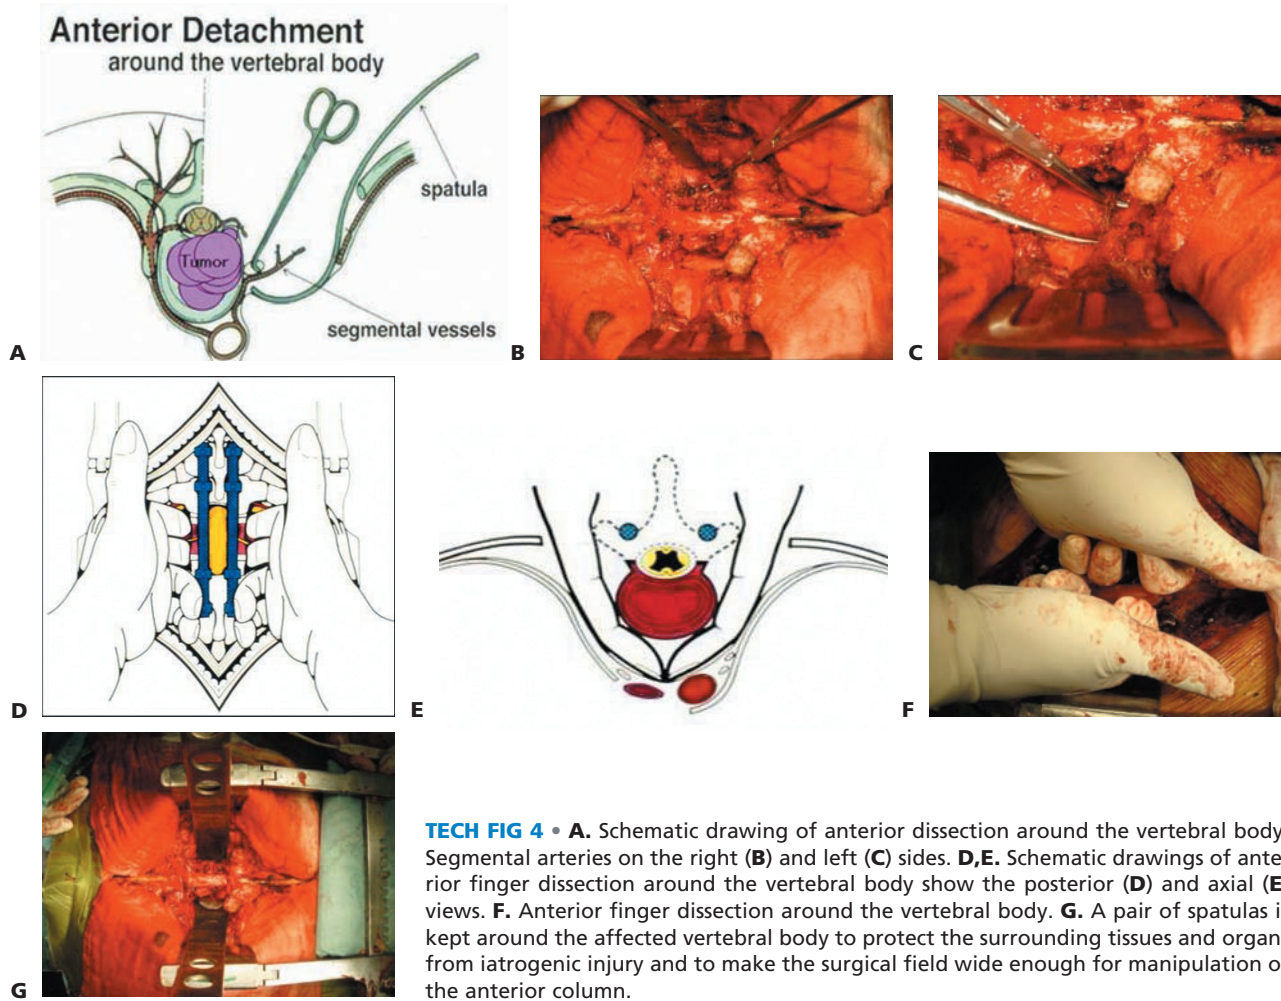 Anterior Detachment
around the vertebral body
spatula
Tumor
segmental vessels
A
B
C
D
E
F
G
TECH FIG 4 • A. Schematic drawing of anterior dissection around the vertebral body
Segmental arteries on the right (B) and left (C) sides. D,E. Schematic drawings of ante
rior finger dissection around the vertebral body show the posterior (D) and axial (E
views. F. Anterior finger dissection around the vertebral body. G. A pair of spatulas i
kept around the affected vertebral body to protect the surrounding tissues and organ
from iatrogenic injury and to make the surgical field wide enough for manipulation o
the anterior column.